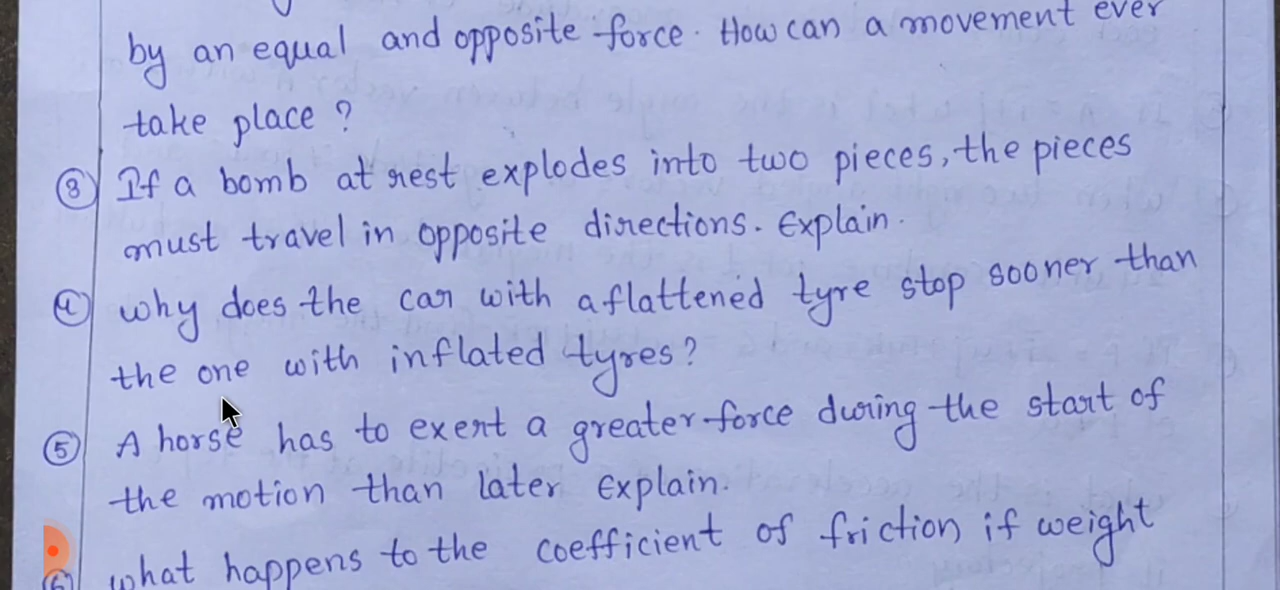 by an equal and opposite force. How can a movement ever
take place ?
③ If a bomb at rest explodes into two pieces, the pieces
must travel in opposite directions. Explain.
④ why does the car with a flattened tyre stop sooner than
the one with inflated tyres?
⑤ A horse has to exert a greater force during the start of
the motion than later Explain.
⑥ what happens to the coefficient of friction if weight